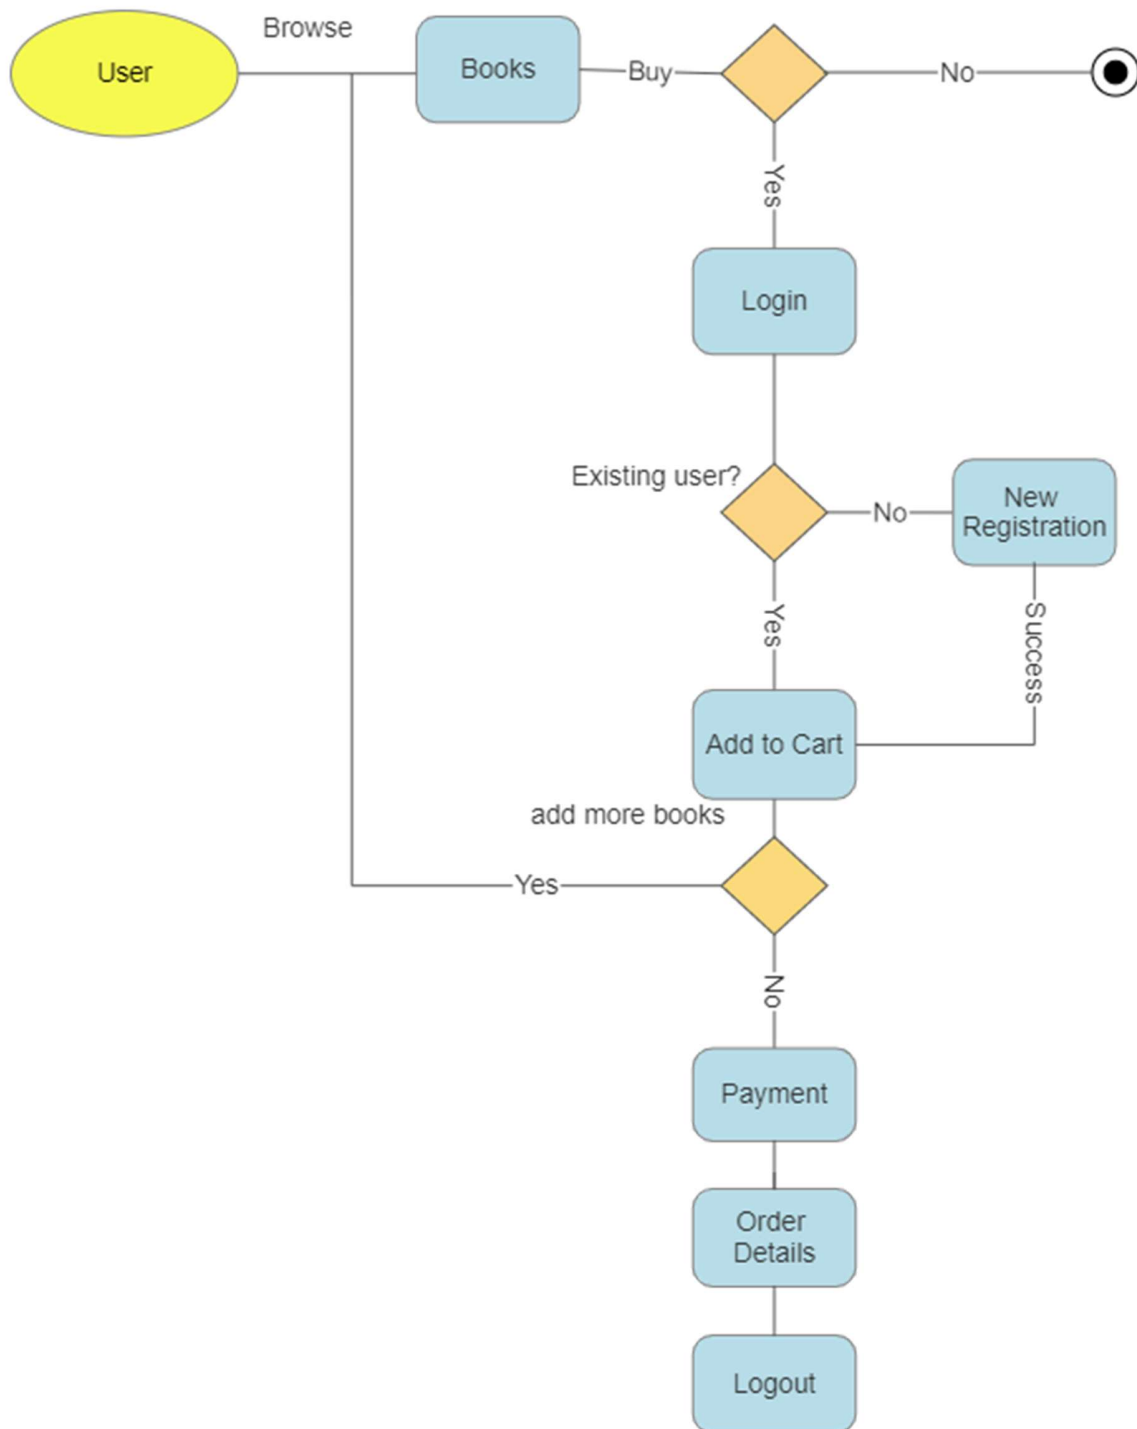 Browse
User
Books
Buy
No
Yes
Login
Existing user?
No
New
Registration
Yes
Success
Add to Cart
add more books
Yes
No
Payment
Order
Details
Logout